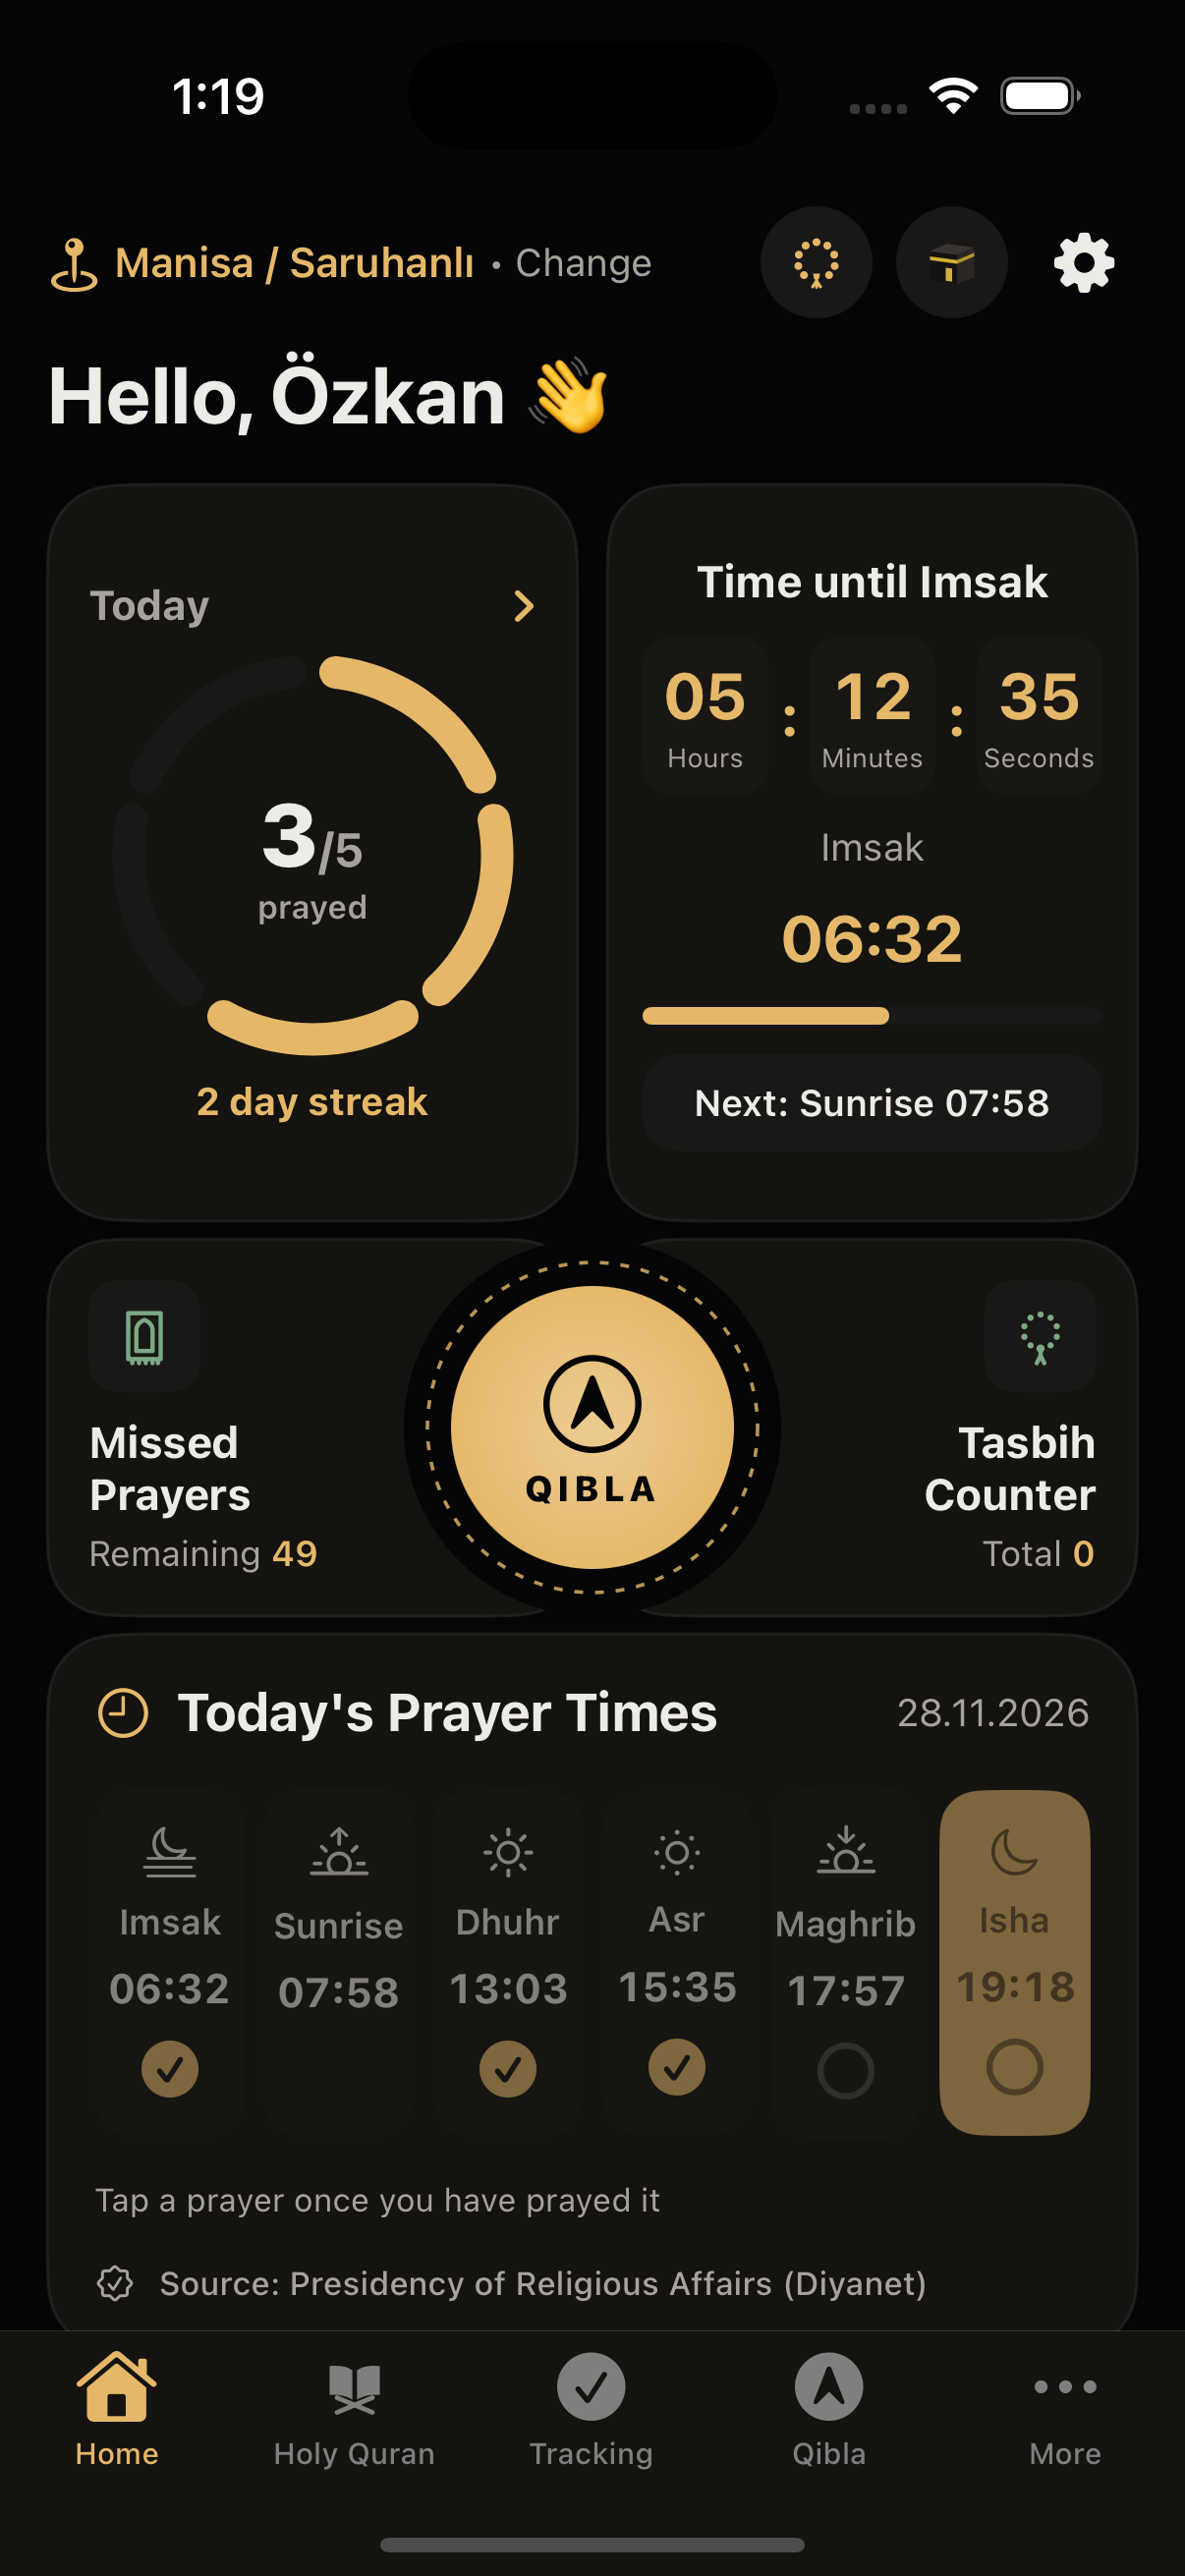 1:19
Manisa / Saruhanlı • Change
Hello, Özkan 👋
Today
3/5
prayed
2 day streak
Time until Imsak
05 : 12 : 35
Hours Minutes Seconds
Imsak
06:32
Next: Sunrise 07:58
Missed
Prayers
Remaining 49
QIBLA
Tasbih
Counter
Total 0
Today's Prayer Times 28.11.2026
Imsak Sunrise Dhuhr Asr Maghrib Isha
06:32 07:58 13:03 15:35 17:57 19:18
Tap a prayer once you have prayed it
Source: Presidency of Religious Affairs (Diyanet)
Home Holy Quran Tracking Qibla More